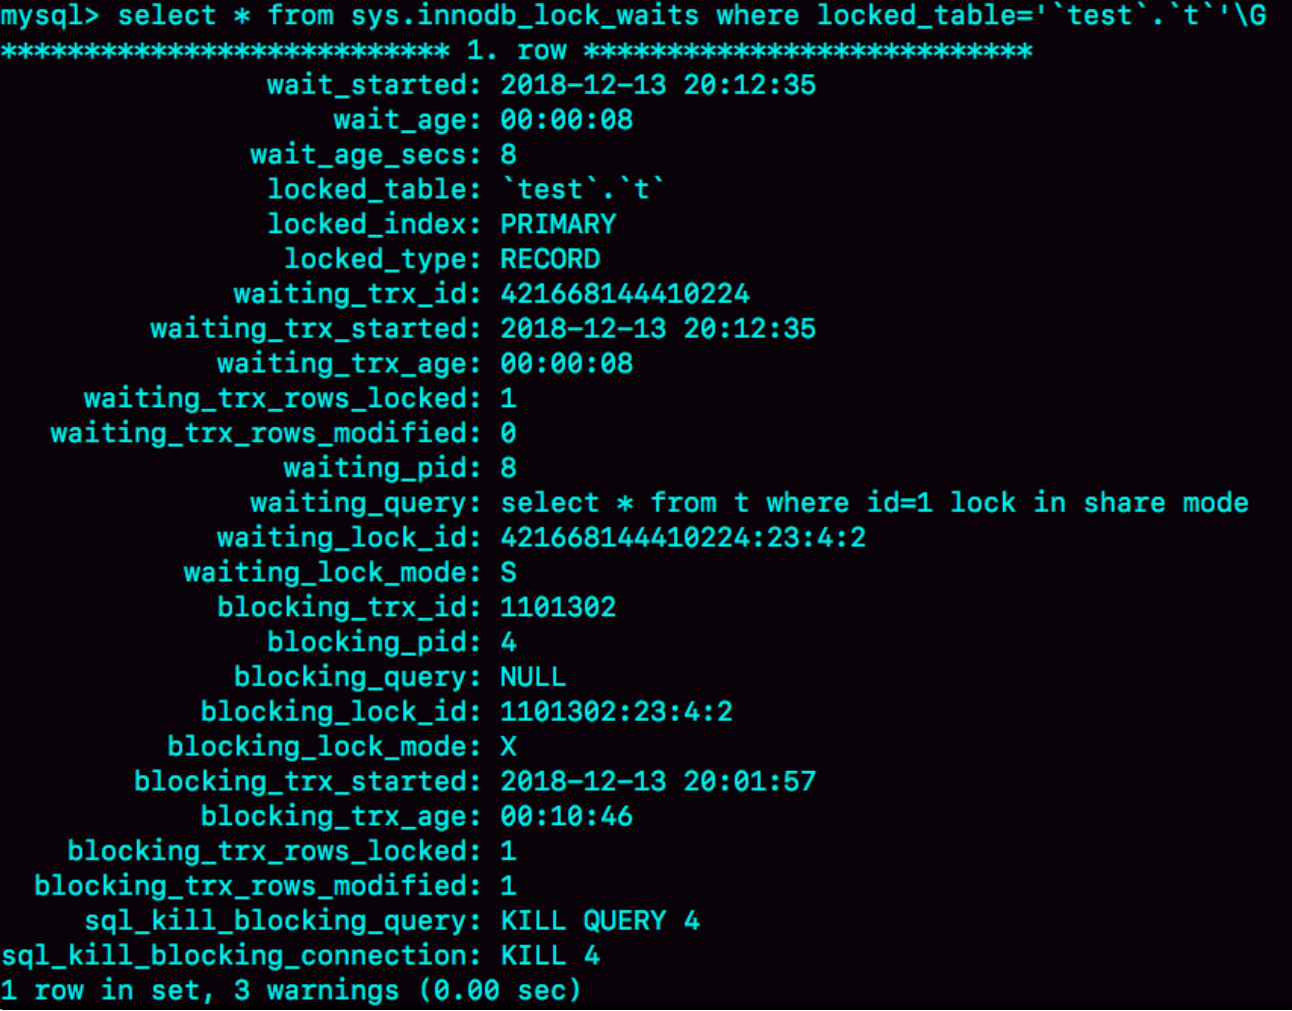 mysql> select * from sys.innodb_lock_waits where locked_table='`test`.`t`'\G
*************************** 1. row ***************************
wait_started: 2018-12-13 20:12:35
wait_age: 00:00:08
wait_age_secs: 8
locked_table: `test`.`t`
locked_index: PRIMARY
locked_type: RECORD
waiting_trx_id: 421668144410224
waiting_trx_started: 2018-12-13 20:12:35
waiting_trx_age: 00:00:08
waiting_trx_rows_locked: 1
waiting_trx_rows_modified: 0
waiting_pid: 8
waiting_query: select * from t where id=1 lock in share mode
waiting_lock_id: 421668144410224:23:4:2
waiting_lock_mode: S
blocking_trx_id: 1101302
blocking_pid: 4
blocking_query: NULL
blocking_lock_id: 1101302:23:4:2
blocking_lock_mode: X
blocking_trx_started: 2018-12-13 20:01:57
blocking_trx_age: 00:10:46
blocking_trx_rows_locked: 1
blocking_trx_rows_modified: 1
sql_kill_blocking_query: KILL QUERY 4
sql_kill_blocking_connection: KILL 4
1 row in set, 3 warnings (0.00 sec)